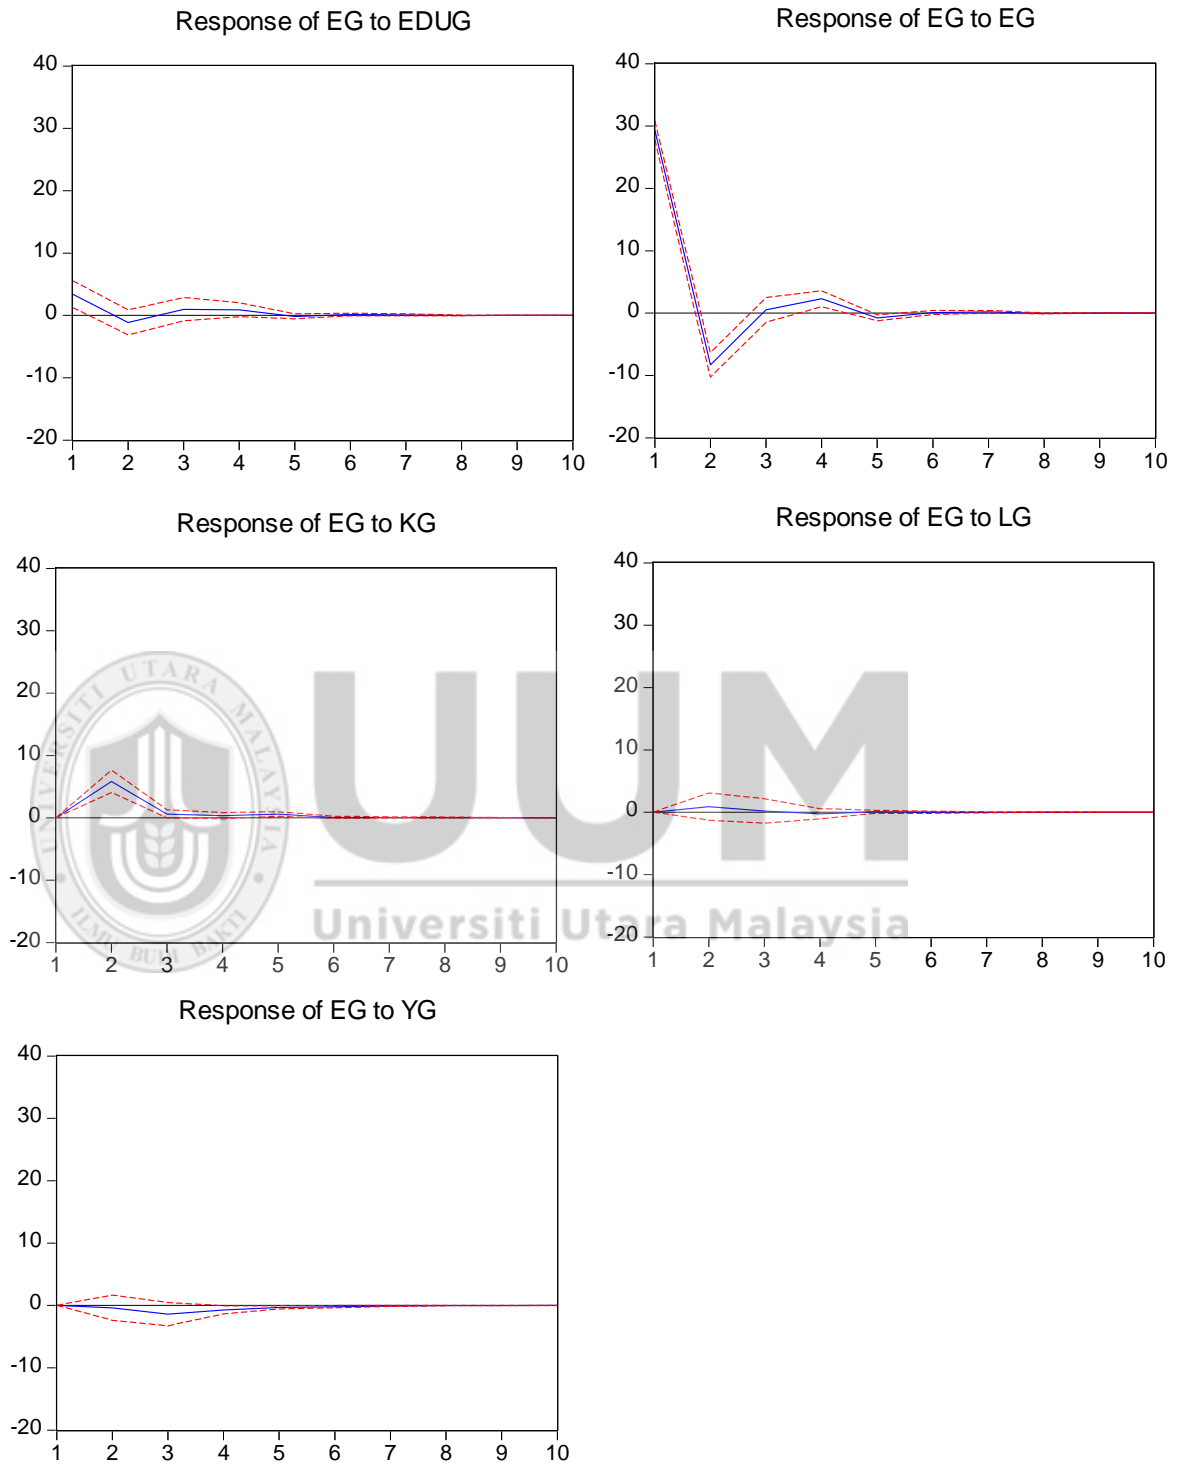 Response of EG to EDUG
40
30
20
10
0
-10
-20
1 2 3 4 5 6 7 8 9 10
Response of EG to EG
40
30
20
10
0
-10
-20
1 2 3 4 5 6 7 8 9 10
Response of EG to KG
40
30
20
10
0
-10
-20
1 2 3 4 5 6 7 8 9 10
Response of EG to LG
40
30
20
10
0
-10
-20
1 2 3 4 5 6 7 8 9 10
UNIVERSITI UTARA MALAYSIA
ILMU BUDI BAKTI
UUM
Universiti Utara Malaysia
Response of EG to YG
40
30
20
10
0
-10
-20
1 2 3 4 5 6 7 8 9 10